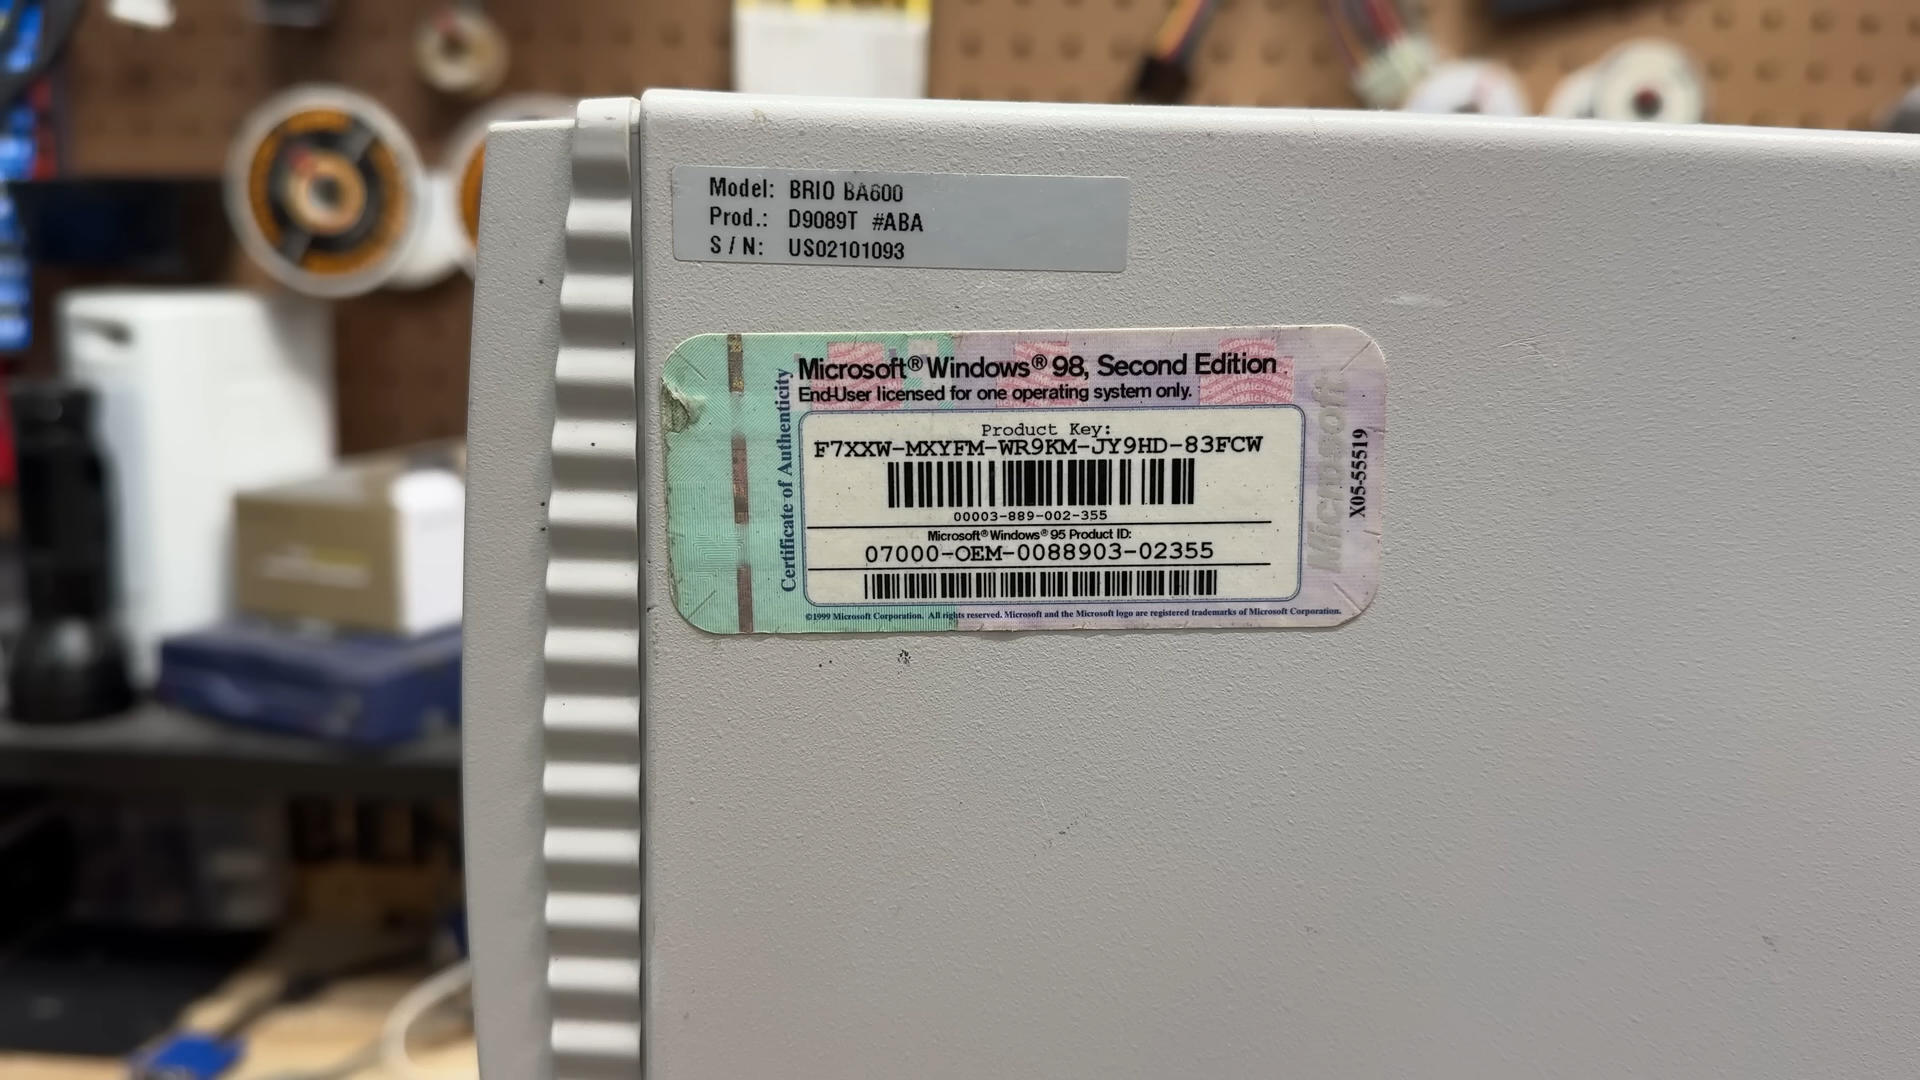 Model: BRIO BA600
Prod.: D9089T #ABA
S / N: US02101093
Certificate of Authenticity
Microsoft® Windows® 98, Second Edition
End-User licensed for one operating system only.
Product Key:
F7XXW-MXYFM-WR9KM-JY9HD-83FCW
00003-889-002-355
Microsoft® Windows® 95 Product ID:
07000-OEM-0088903-02355
©1999 Microsoft Corporation. All rights reserved. Microsoft and the Microsoft logo are registered trademarks of Microsoft Corporation.
Microsoft
X05-55519